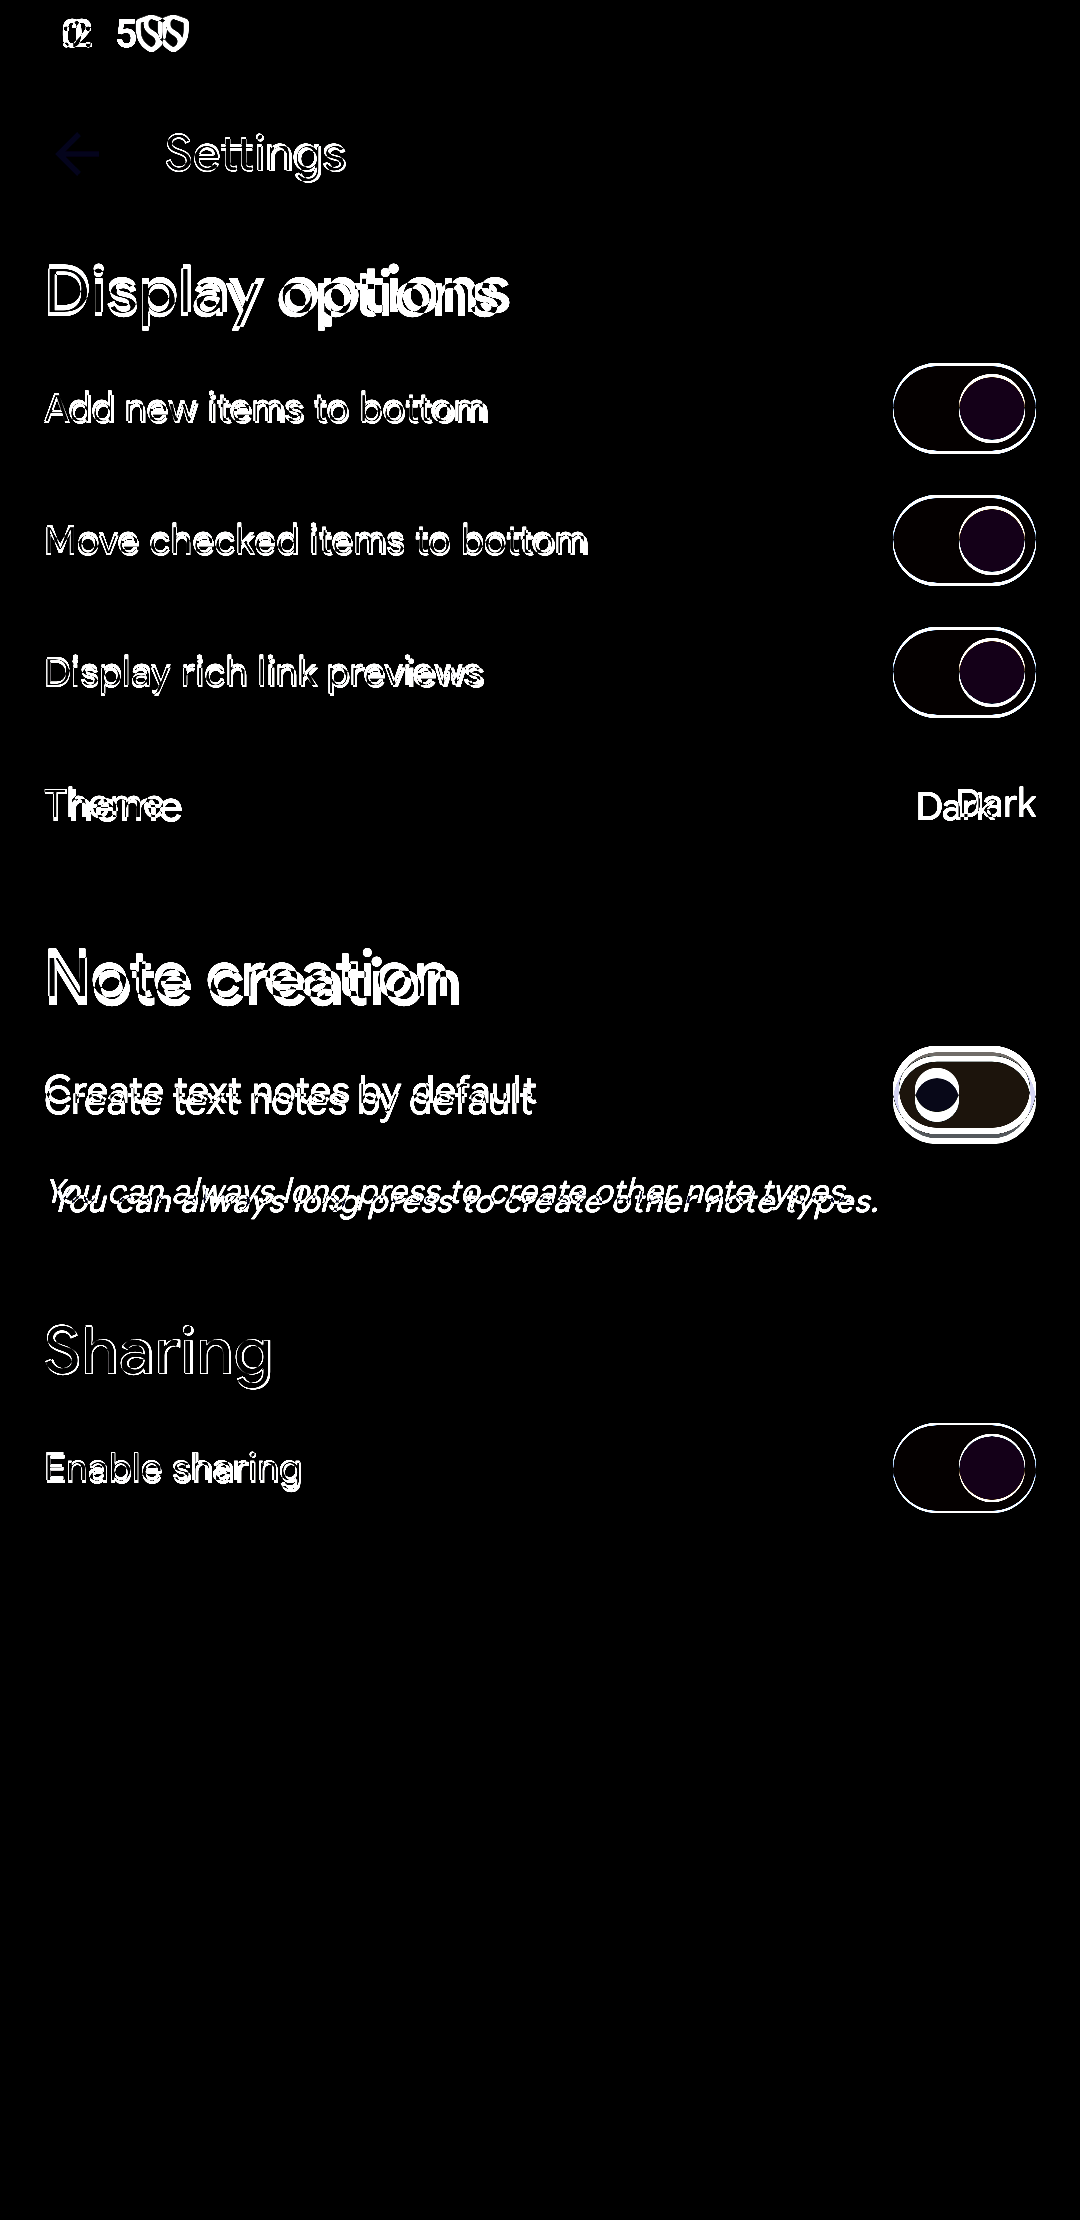 Settings
Display options
Add new items to bottom
Move checked items to bottom
Display rich link previews
Theme Dark
Note creation
Create text notes by default
You can always long press to create other note types.
Sharing
Enable sharing